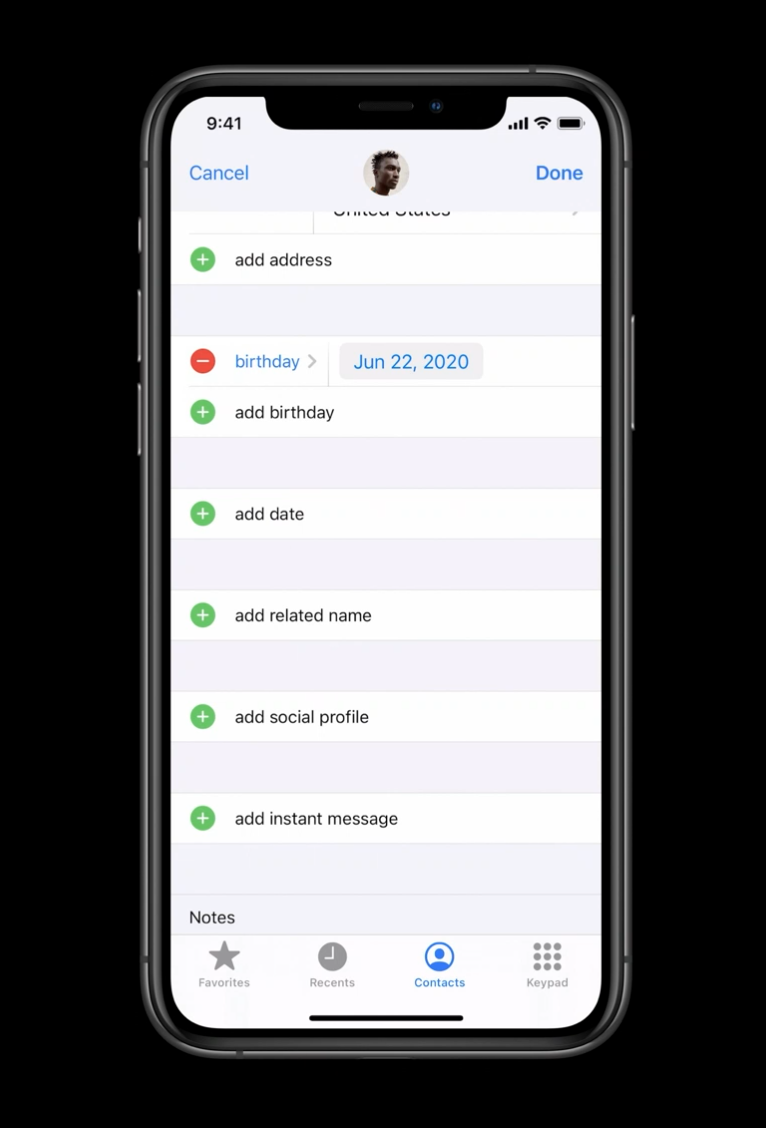 9:41
Cancel
Done
United States
add address
birthday
Jun 22, 2020
add birthday
add date
add related name
add social profile
add instant message
Notes
Favorites
Recents
Contacts
Keypad